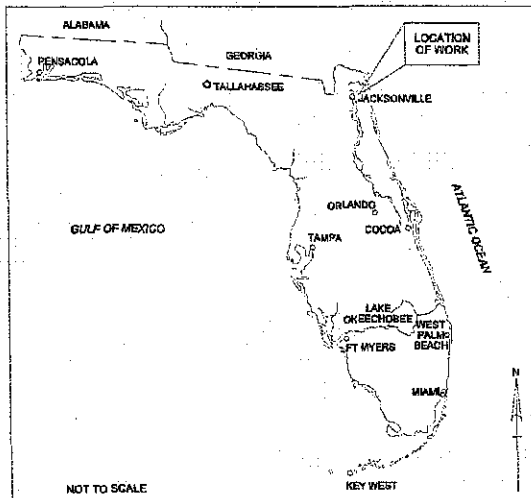 ALABAMA
PENSACOLA
GEORGIA
TALLAHASSEE
LOCATION
OF WORK
JACKSONVILLE
ORLANDO
COCOA
ATLANTIC OCEAN
GULF OF MEXICO
TAMPA
LAKE
OKEECHOBEE
WEST
PALM
BEACH
FT MYERS
MIAMI
N
NOT TO SCALE
KEY WEST